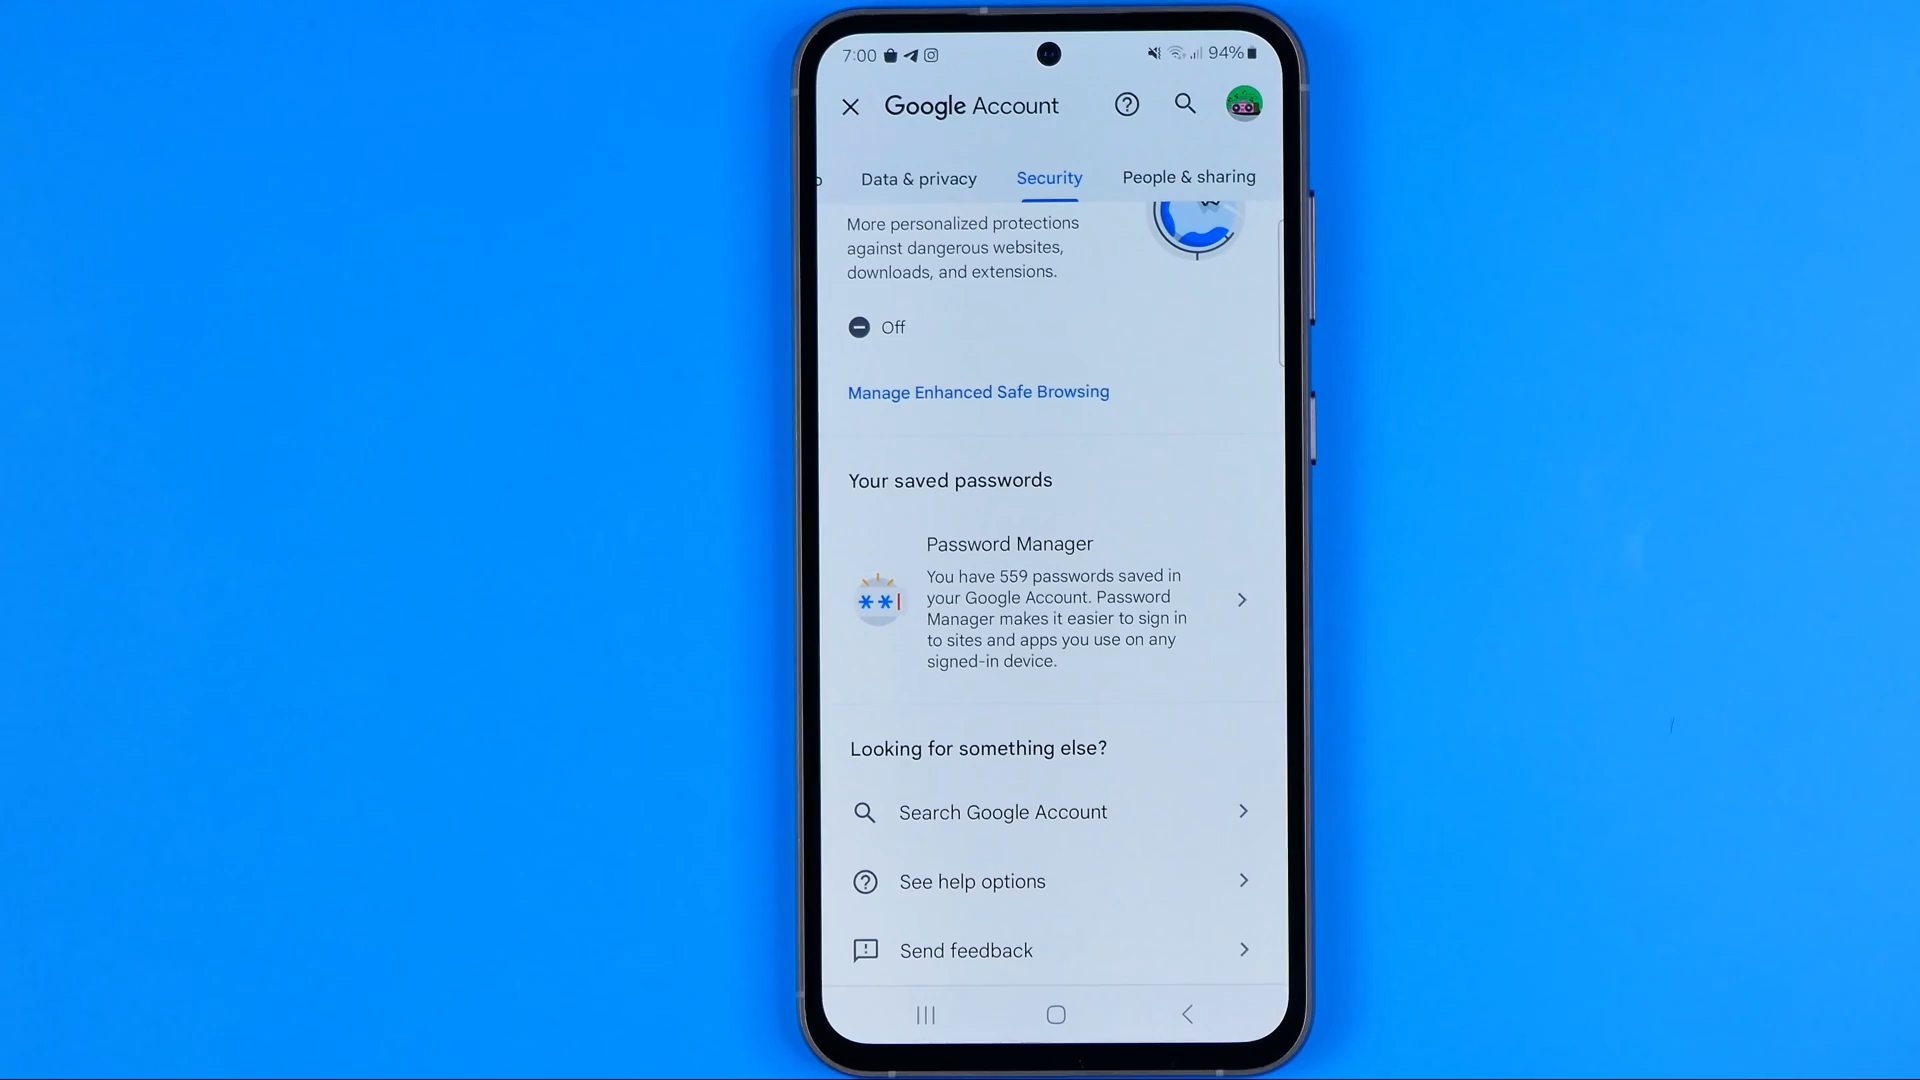 7:00 94%
Google Account
Data & privacy Security People & sharing
More personalized protections
against dangerous websites,
downloads, and extensions.
Off
Manage Enhanced Safe Browsing
Your saved passwords
Password Manager
You have 559 passwords saved in
your Google Account. Password
Manager makes it easier to sign in
to sites and apps you use on any
signed-in device.
Looking for something else?
Search Google Account
See help options
Send feedback